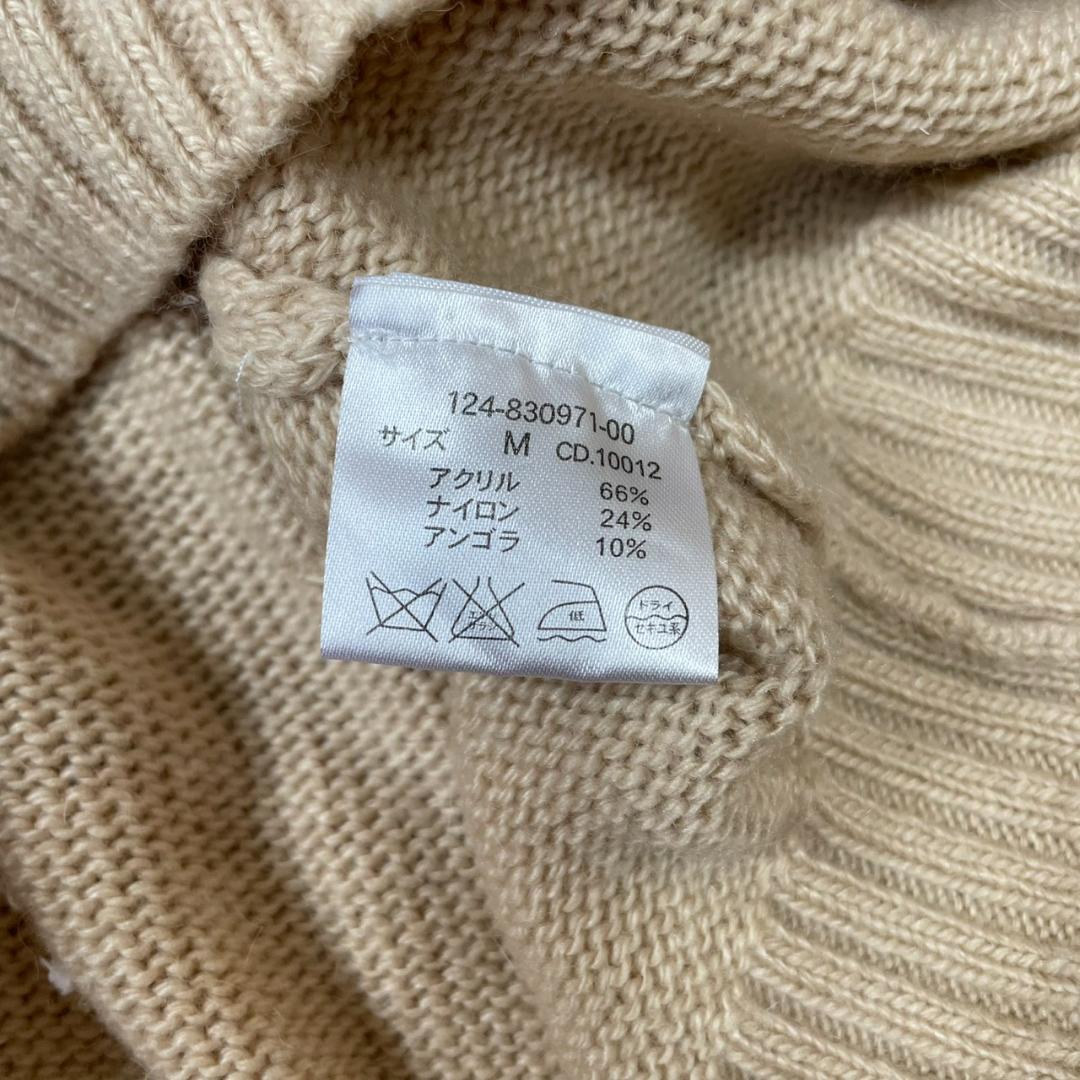 124-830971-00
サイズ M CD.10012
アクリル 66%
ナイロン 24%
アンゴラ 10%
低
ドライ
セキユ系